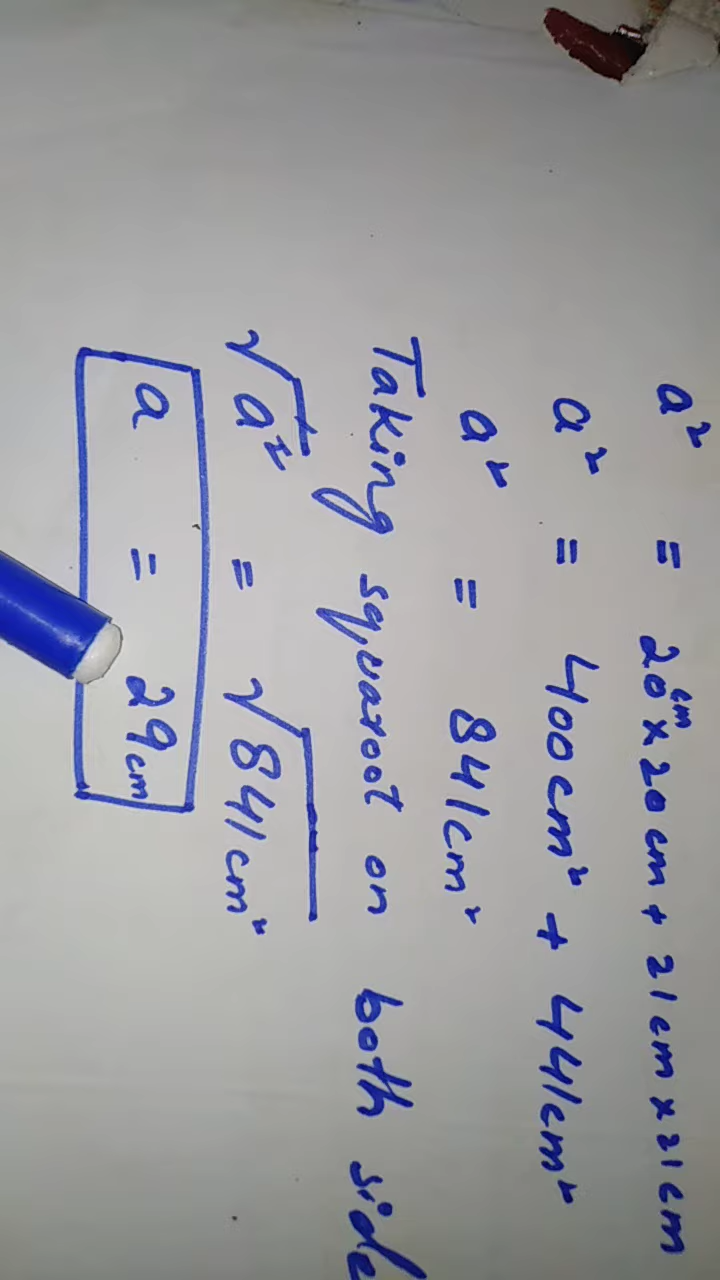 a² = 20cm × 20cm + 21cm × 21cm
a² = 400cm² + 441cm²
a² = 841cm²
Taking squaroot on both side
√a² = √841cm²
a = 29cm